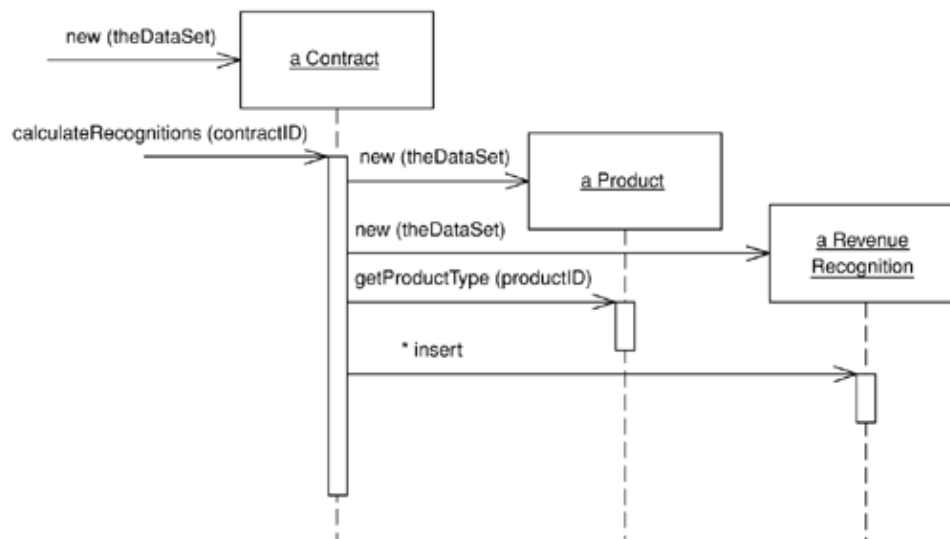 new (theDataSet)
a Contract
calculateRecognitions (contractID)
new (theDataSet)
a Product
new (theDataSet)
a Revenue
Recognition
getProductType (productID)
* insert